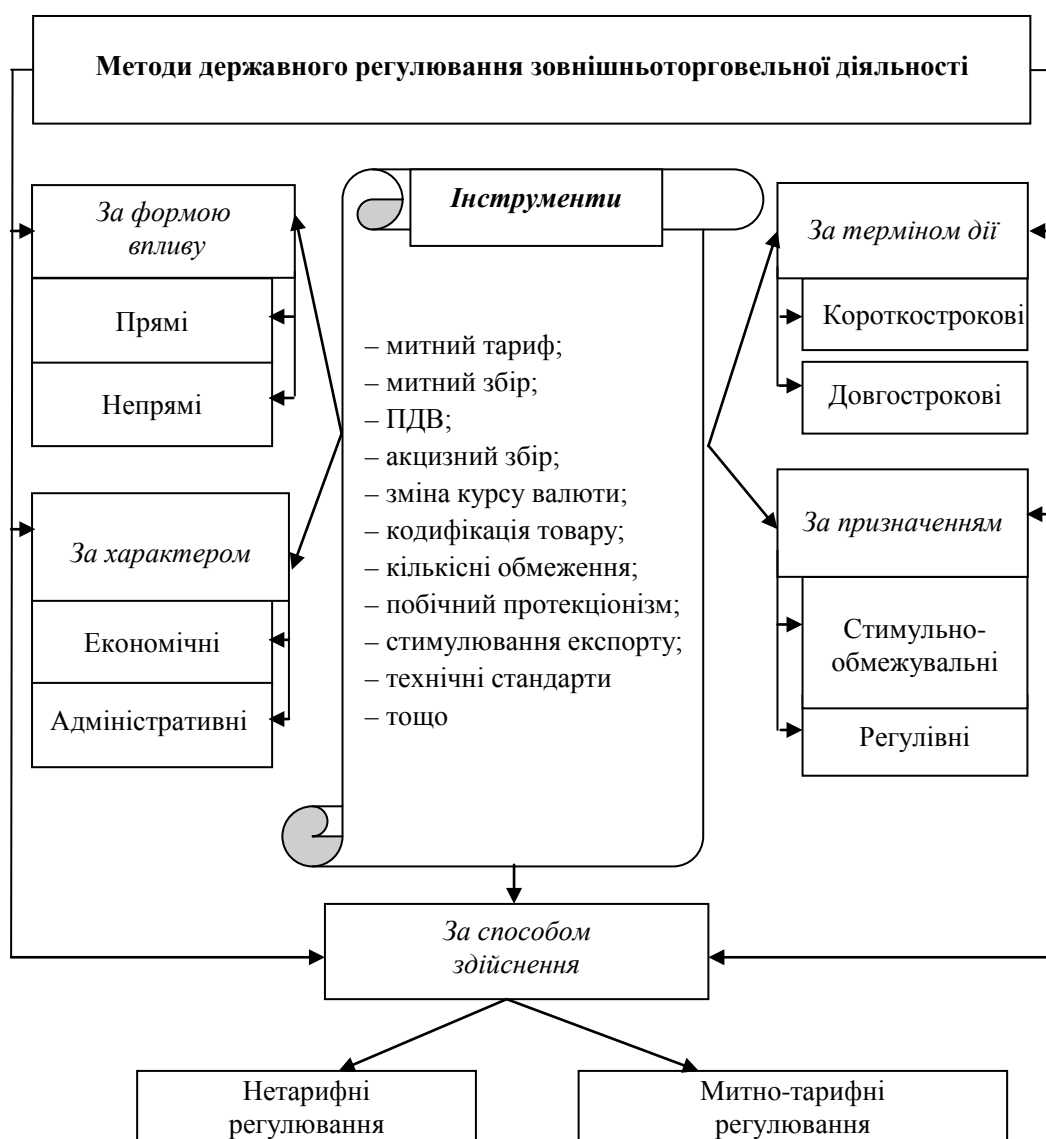 Методи державного регулювання зовнішньоторговельної діяльності
За формою
впливу
Прямі
Непрямі
За характером
Економічні
Адміністративні
Інструменти
– митний тариф;
– митний збір;
– ПДВ;
– акцизний збір;
– зміна курсу валюти;
– кодифікація товару;
– кількісні обмеження;
– побічний протекціонізм;
– стимулювання експорту;
– технічні стандарти
– тощо
За терміном дії
Короткострокові
Довгострокові
За призначенням
Стимульно-
обмежувальні
Регулівні
За способом
здійснення
Нетарифні
регулювання
Митно-тарифні
регулювання